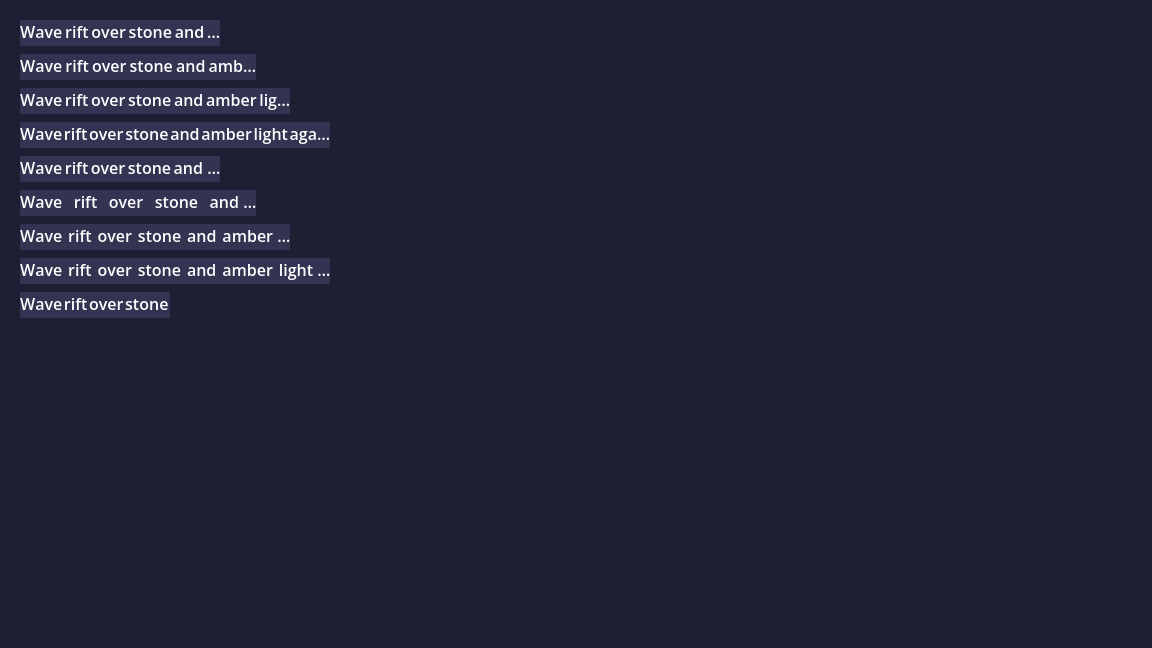 Wave rift over stone and ...
Wave rift over stone and amb...
Wave rift over stone and amber lig...
Wave rift over stone and amber light aga...
Wave rift over stone and ...
Wave rift over stone and ...
Wave rift over stone and amber ...
Wave rift over stone and amber light ...
Wave rift over stone